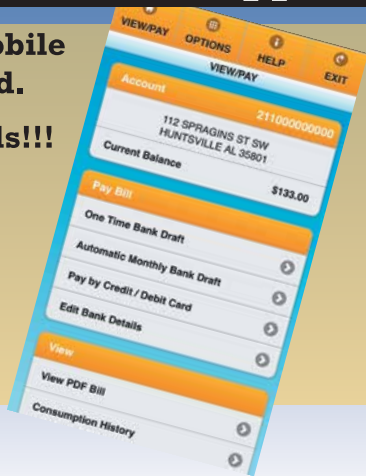 obile
d.
ls!!!
VIEW/PAY
OPTIONS
HELP
EXIT
VIEW/PAY
Account 211000000000
112 SPRAGINS ST SW
HUNTSVILLE AL 35801
Current Balance $133.00
Pay Bill
One Time Bank Draft
Automatic Monthly Bank Draft
Pay by Credit / Debit Card
Edit Bank Details
View
View PDF Bill
Consumption History